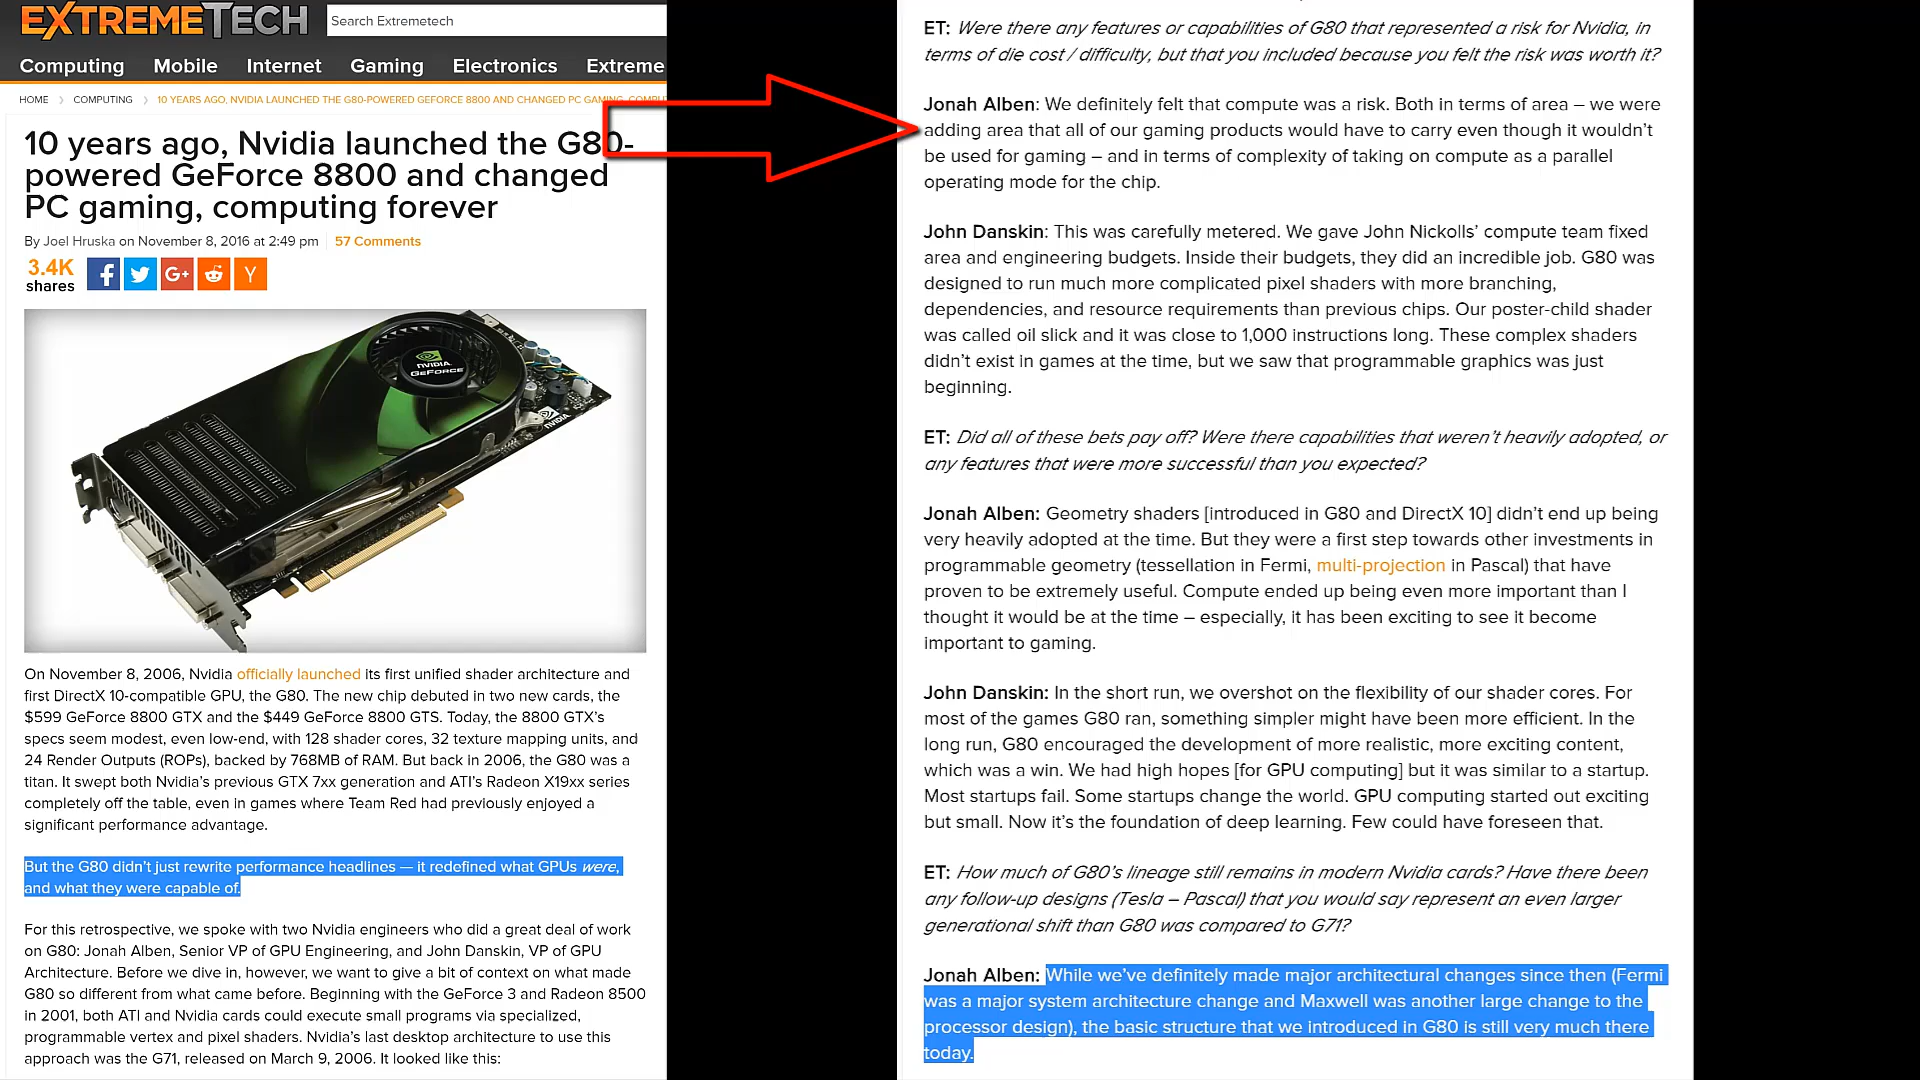 EXTREMETECH
Search Extremetech
Computing Mobile Internet Gaming Electronics Extreme
HOME > COMPUTING > 10 YEARS AGO, NVIDIA LAUNCHED THE G80-POWERED GEFORCE 8800 AND CHANGED PC GAMING, COMPUT
10 years ago, Nvidia launched the G80-
powered GeForce 8800 and changed
PC gaming, computing forever
By Joel Hruska on November 8, 2016 at 2:49 pm 57 Comments
3.4K
shares
f G+ Y
NVIDIA.
GEFORCE
NVIDIA
On November 8, 2006, Nvidia officially launched its first unified shader architecture and
first DirectX 10-compatible GPU, the G80. The new chip debuted in two new cards, the
$599 GeForce 8800 GTX and the $449 GeForce 8800 GTS. Today, the 8800 GTX's
specs seem modest, even low-end, with 128 shader cores, 32 texture mapping units, and
24 Render Outputs (ROPs), backed by 768MB of RAM. But back in 2006, the G80 was a
titan. It swept both Nvidia's previous GTX 7xx generation and ATI's Radeon X19xx series
completely off the table, even in games where Team Red had previously enjoyed a
significant performance advantage.
But the G80 didn't just rewrite performance headlines — it redefined what GPUs were,
and what they were capable of.
For this retrospective, we spoke with two Nvidia engineers who did a great deal of work
on G80: Jonah Alben, Senior VP of GPU Engineering, and John Danskin, VP of GPU
Architecture. Before we dive in, however, we want to give a bit of context on what made
G80 so different from what came before. Beginning with the GeForce 3 and Radeon 8500
in 2001, both ATI and Nvidia cards could execute small programs via specialized,
programmable vertex and pixel shaders. Nvidia's last desktop architecture to use this
approach was the G71, released on March 9, 2006. It looked like this:
ET: Were there any features or capabilities of G80 that represented a risk for Nvidia, in
terms of die cost / difficulty, but that you included because you felt the risk was worth it?
Jonah Alben: We definitely felt that compute was a risk. Both in terms of area – we were
adding area that all of our gaming products would have to carry even though it wouldn't
be used for gaming – and in terms of complexity of taking on compute as a parallel
operating mode for the chip.
John Danskin: This was carefully metered. We gave John Nickolls' compute team fixed
area and engineering budgets. Inside their budgets, they did an incredible job. G80 was
designed to run much more complicated pixel shaders with more branching,
dependencies, and resource requirements than previous chips. Our poster-child shader
was called oil slick and it was close to 1,000 instructions long. These complex shaders
didn't exist in games at the time, but we saw that programmable graphics was just
beginning.
ET: Did all of these bets pay off? Were there capabilities that weren't heavily adopted, or
any features that were more successful than you expected?
Jonah Alben: Geometry shaders [introduced in G80 and DirectX 10] didn't end up being
very heavily adopted at the time. But they were a first step towards other investments in
programmable geometry (tessellation in Fermi, multi-projection in Pascal) that have
proven to be extremely useful. Compute ended up being even more important than I
thought it would be at the time – especially, it has been exciting to see it become
important to gaming.
John Danskin: In the short run, we overshot on the flexibility of our shader cores. For
most of the games G80 ran, something simpler might have been more efficient. In the
long run, G80 encouraged the development of more realistic, more exciting content,
which was a win. We had high hopes [for GPU computing] but it was similar to a startup.
Most startups fail. Some startups change the world. GPU computing started out exciting
but small. Now it's the foundation of deep learning. Few could have foreseen that.
ET: How much of G80's lineage still remains in modern Nvidia cards? Have there been
any follow-up designs (Tesla – Pascal) that you would say represent an even larger
generational shift than G80 was compared to G71?
Jonah Alben: While we've definitely made major architectural changes since then (Fermi
was a major system architecture change and Maxwell was another large change to the
processor design), the basic structure that we introduced in G80 is still very much there
today.